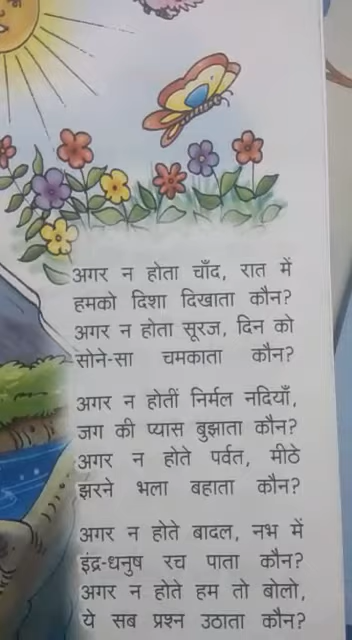 अगर न होता चाँद, रात में
हमको दिशा दिखाता कौन?
अगर न होता सूरज, दिन को
सोने-सा चमकाता कौन?
अगर न होतीं निर्मल नदियाँ,
जग की प्यास बुझाता कौन?
अगर न होते पर्वत, मीठे
झरने भला बहाता कौन?
अगर न होते बादल, नभ में
इंद्र-धनुष रच पाता कौन?
अगर न होते हम तो बोलो,
ये सब प्रश्न उठाता कौन?